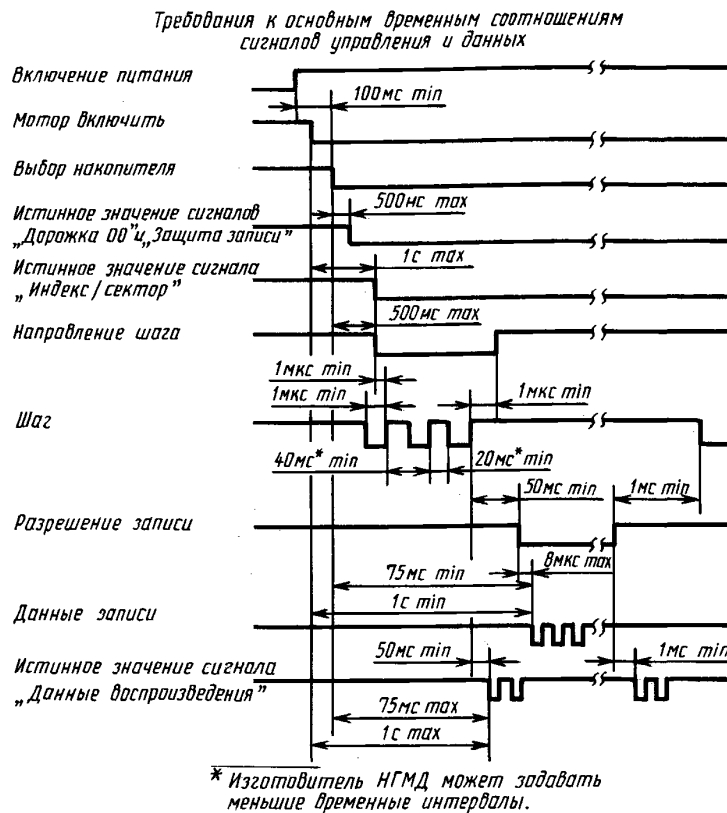 Требования к основным временным соотношениям
сигналов управления и данных
Включение питания
100мс min
Мотор включить
Выбор накопителя
500мс max
Истинное значение сигналов
„Дорожка 00" и „Защита записи"
1с max
Истинное значение сигнала
„Индекс/сектор"
500мс max
Направление шага
1мкс min
1мкс min
1мкс min
Шаг
40мс* min
20мс* min
50мс min
1мс min
Разрешение записи
8мкс max
75мс min
1с min
Данные записи
50мс min
1мс min
Истинное значение сигнала
„Данные воспроизведения"
75мс max
1с max
* Изготовитель НГМД может задавать
меньшие временные интервалы.